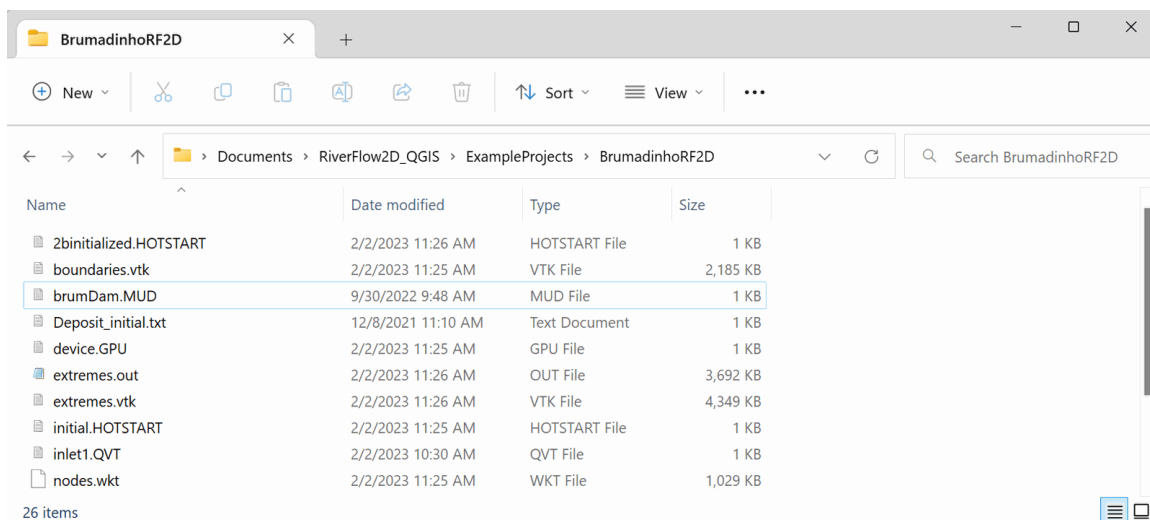 BrumadinhoRF2D
New
Sort
View
Documents > RiverFlow2D_QGIS > ExampleProjects > BrumadinhoRF2D
Search BrumadinhoRF2D
Name Date modified Type Size
2binitialized.HOTSTART 2/2/2023 11:26 AM HOTSTART File 1 KB
boundaries.vtk 2/2/2023 11:25 AM VTK File 2,185 KB
brumDam.MUD 9/30/2022 9:48 AM MUD File 1 KB
Deposit_initial.txt 12/8/2021 11:10 AM Text Document 1 KB
device.GPU 2/2/2023 11:25 AM GPU File 1 KB
extremes.out 2/2/2023 11:26 AM OUT File 3,692 KB
extremes.vtk 2/2/2023 11:26 AM VTK File 4,349 KB
initial.HOTSTART 2/2/2023 11:25 AM HOTSTART File 1 KB
inlet1.QVT 2/2/2023 10:30 AM QVT File 1 KB
nodes.wkt 2/2/2023 11:25 AM WKT File 1,029 KB
26 items